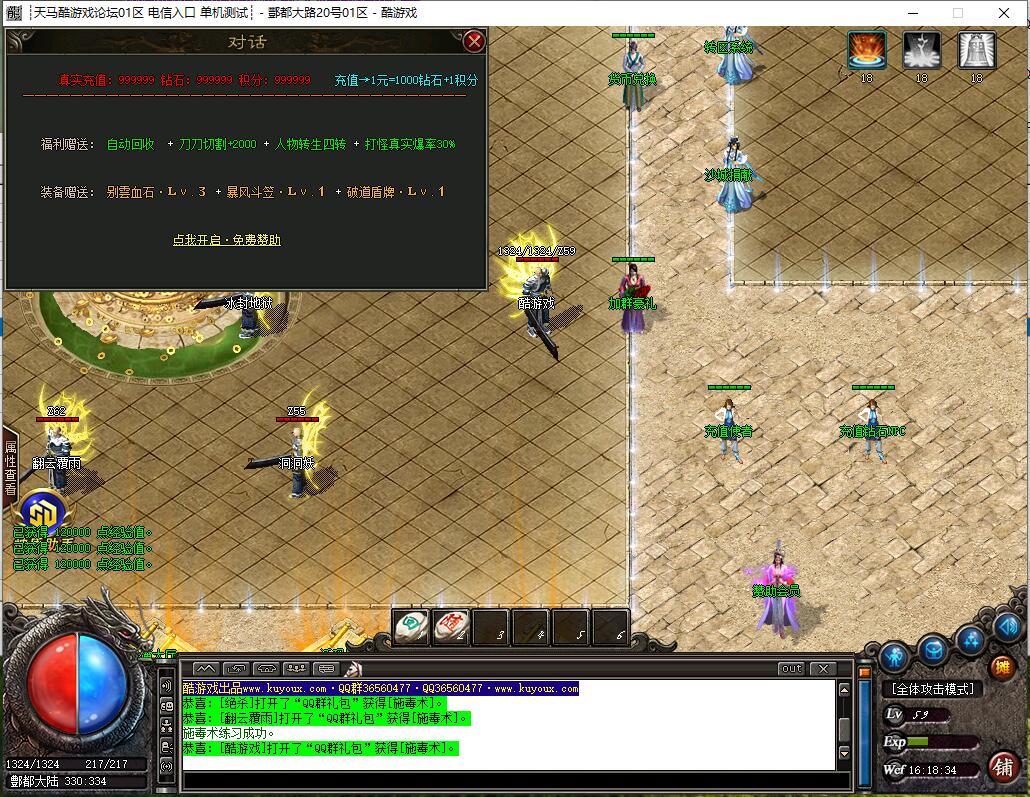 天马酷游戏论坛01区 电信入口 单机测试 - 酆都大路20号01区 - 酷游戏
对话
真实充值：999999 钻石：999999 积分：999999 充值→1元=1000钻石+1积分
福利赠送： 自动回收 + 刀刀切割+2000 + 人物转生四转 + 打怪真实爆率30%
装备赠送： 别雲血石·Lv.3 + 暴风斗笠·Lv.1 + 破道盾牌·Lv.1
点我开启·免费赞助
转区系统
货币兑换
18 18 18
沙城捐献
1324/1324/Z59
酷游戏
加群豪礼
冰封地狱
Z62
翻云覆雨
Z55
洞洞妖
充值使者
充值钻石NPC
属性查看
已获得 120000 点经验值。
已获得 120000 点经验值。
已获得 120000 点经验值。
赞助会员
2 3 4 5 6
out
酷游戏出品www.kuyoux.com·QQ群36560477·QQ36560477·www.kuyoux.com
恭喜：[绝杀]打开了“QQ群礼包”获得[施毒术]。
恭喜：[翻云覆雨]打开了“QQ群礼包”获得[施毒术]。
施毒术练习成功。
恭喜：[酷游戏]打开了“QQ群礼包”获得[施毒术]。
1324/1324 217/217
酆都大陆 330:334
摊
[全体攻击模式]
Lv 59
Exp
Wef 16:18:34
铺